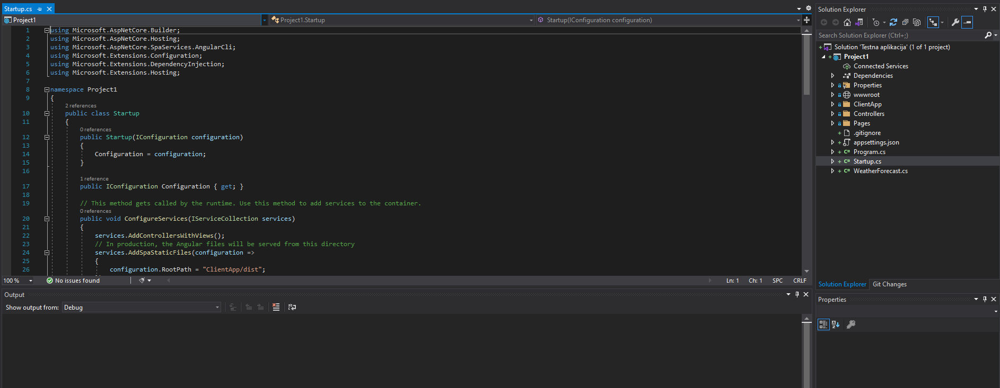 Startup.cs
Project1
Project1.Startup
Startup(IConfiguration configuration)
1 using Microsoft.AspNetCore.Builder;
2 using Microsoft.AspNetCore.Hosting;
3 using Microsoft.AspNetCore.SpaServices.AngularCli;
4 using Microsoft.Extensions.Configuration;
5 using Microsoft.Extensions.DependencyInjection;
6 using Microsoft.Extensions.Hosting;
7
8 namespace Project1
9 {
2 references
10 public class Startup
11 {
0 references
12 public Startup(IConfiguration configuration)
13 {
14 Configuration = configuration;
15 }
16
1 reference
17 public IConfiguration Configuration { get; }
18
19 // This method gets called by the runtime. Use this method to add services to the container.
0 references
20 public void ConfigureServices(IServiceCollection services)
21 {
22 services.AddControllersWithViews();
23 // In production, the Angular files will be served from this directory
24 services.AddSpaStaticFiles(configuration =>
25 {
26 configuration.RootPath = "ClientApp/dist";
100 %
No issues found
Ln: 1
Ch: 1
SPC
CRLF
Output
Show output from: Debug
Solution Explorer
Search Solution Explorer (Ctrl+;)
Solution 'Testna aplikacija' (1 of 1 project)
Project1
Connected Services
Dependencies
Properties
wwwroot
ClientApp
Controllers
Pages
.gitignore
appsettings.json
C# Program.cs
C# Startup.cs
C# WeatherForecast.cs
Solution Explorer
Git Changes
Properties